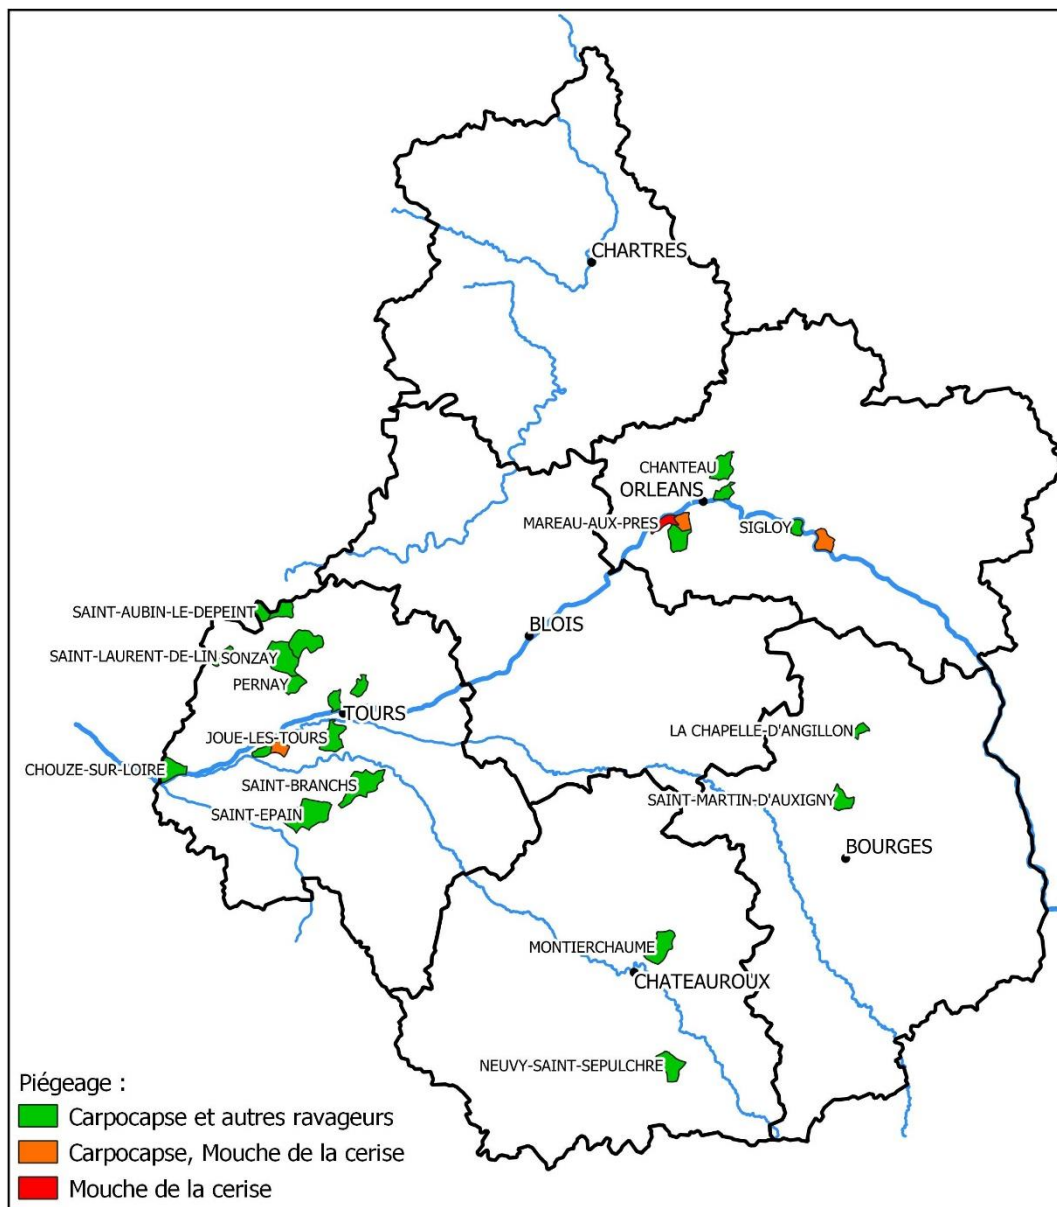 CHARTRES
CHANTEAU
ORLEANS
MAREAU-AUX-PRES
SIGLOY
SAINT-AUBIN-LE-DEPEINT
BLOIS
SAINT-LAURENT-DE-LIN
SONZAY
PERNAY
TOURS
JOUE-LES-TOURS
LA CHAPELLE-D'ANGILLON
CHOUZE-SUR-LOIRE
SAINT-BRANCHS
SAINT-MARTIN-D'AUXIGNY
SAINT-EPAIN
BOURGES
MONTIERCHAUME
CHATEAUROUX
NEUVY-SAINT-SEPULCHRE
Piégeage :
Carpocapse et autres ravageurs
Carpocapse, Mouche de la cerise
Mouche de la cerise